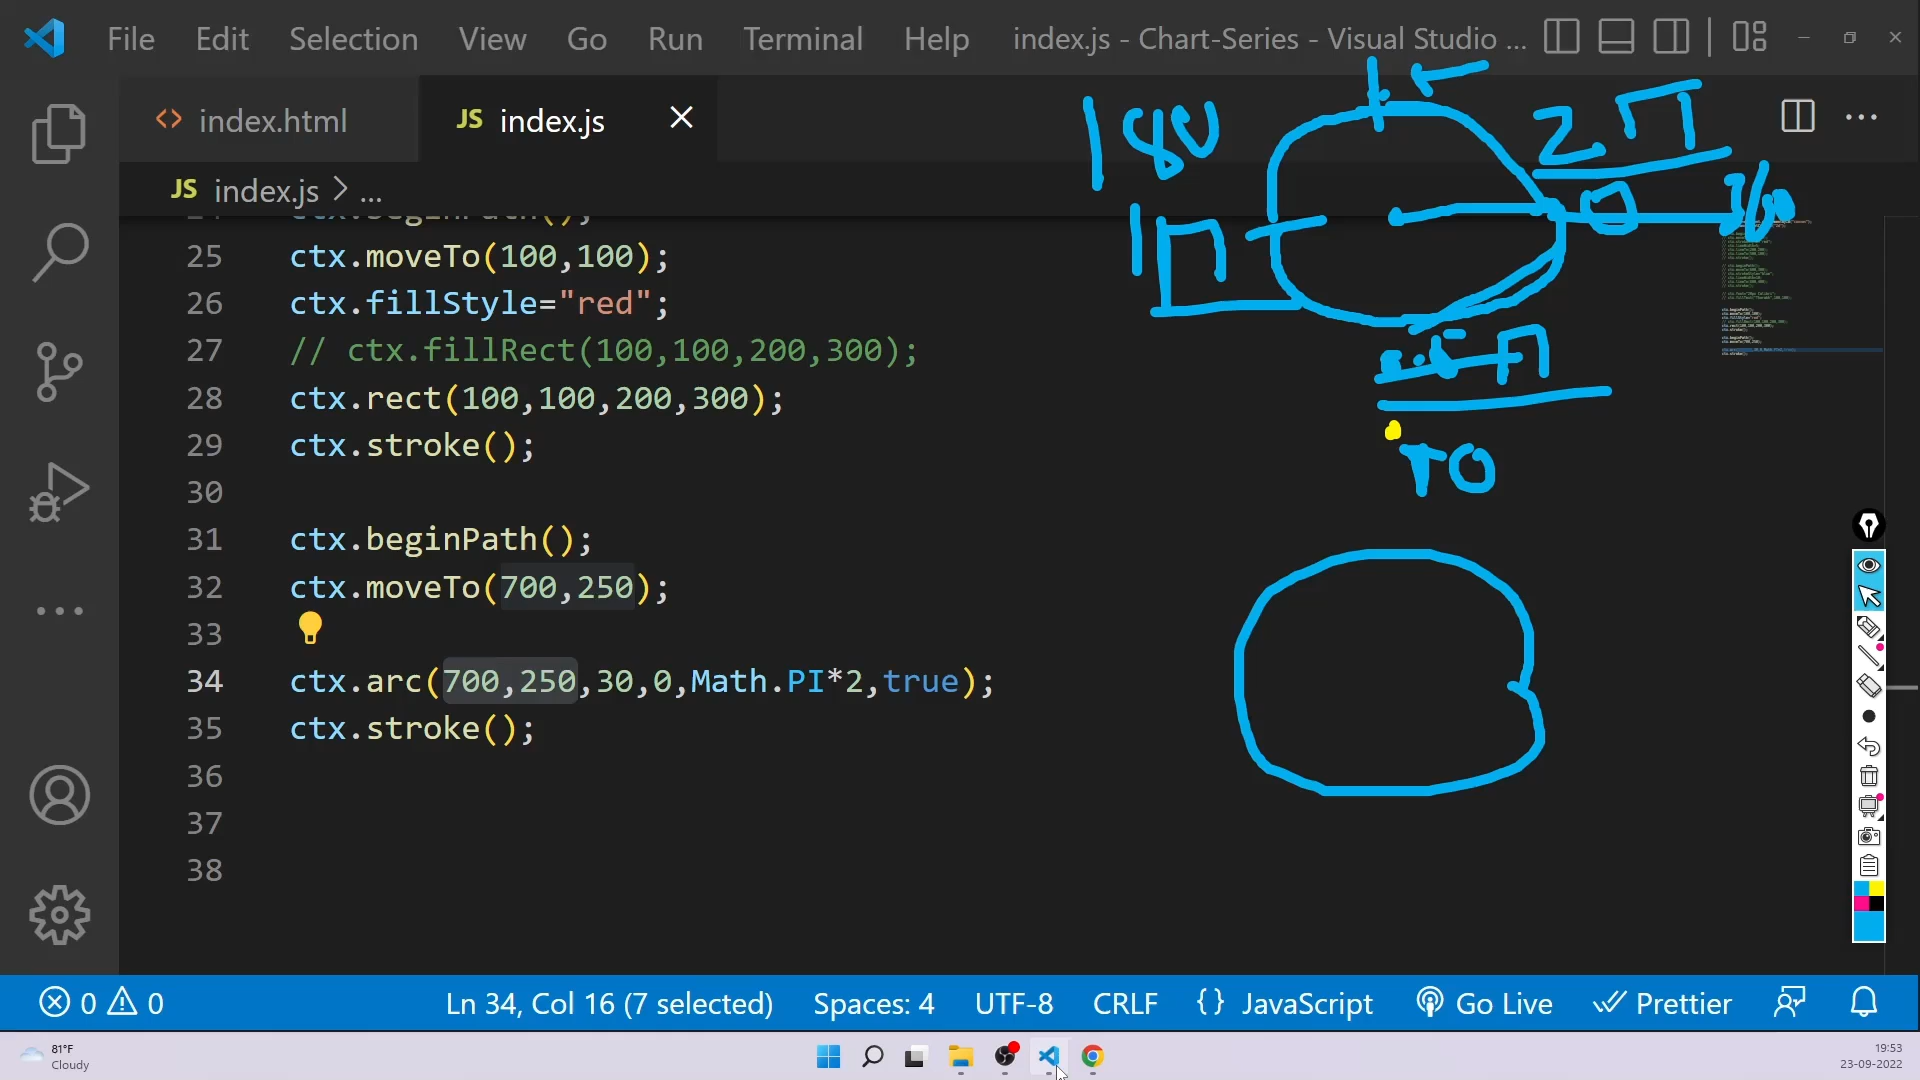 File Edit Selection View Go Run Terminal Help index.js - Chart-Series - Visual Studio ...
index.html JS index.js
JS index.js > ...
25 ctx.moveTo(100,100);
26 ctx.fillStyle="red";
27 // ctx.fillRect(100,100,200,300);
28 ctx.rect(100,100,200,300);
29 ctx.stroke();
30
31 ctx.beginPath();
32 ctx.moveTo(700,250);
33
34 ctx.arc(700,250,30,0,Math.PI*2,true);
35 ctx.stroke();
36
37
38
180
2π
0
1π
TO
0 0 Ln 34, Col 16 (7 selected) Spaces: 4 UTF-8 CRLF {} JavaScript Go Live Prettier
81°F
Cloudy
19:53
23-09-2022